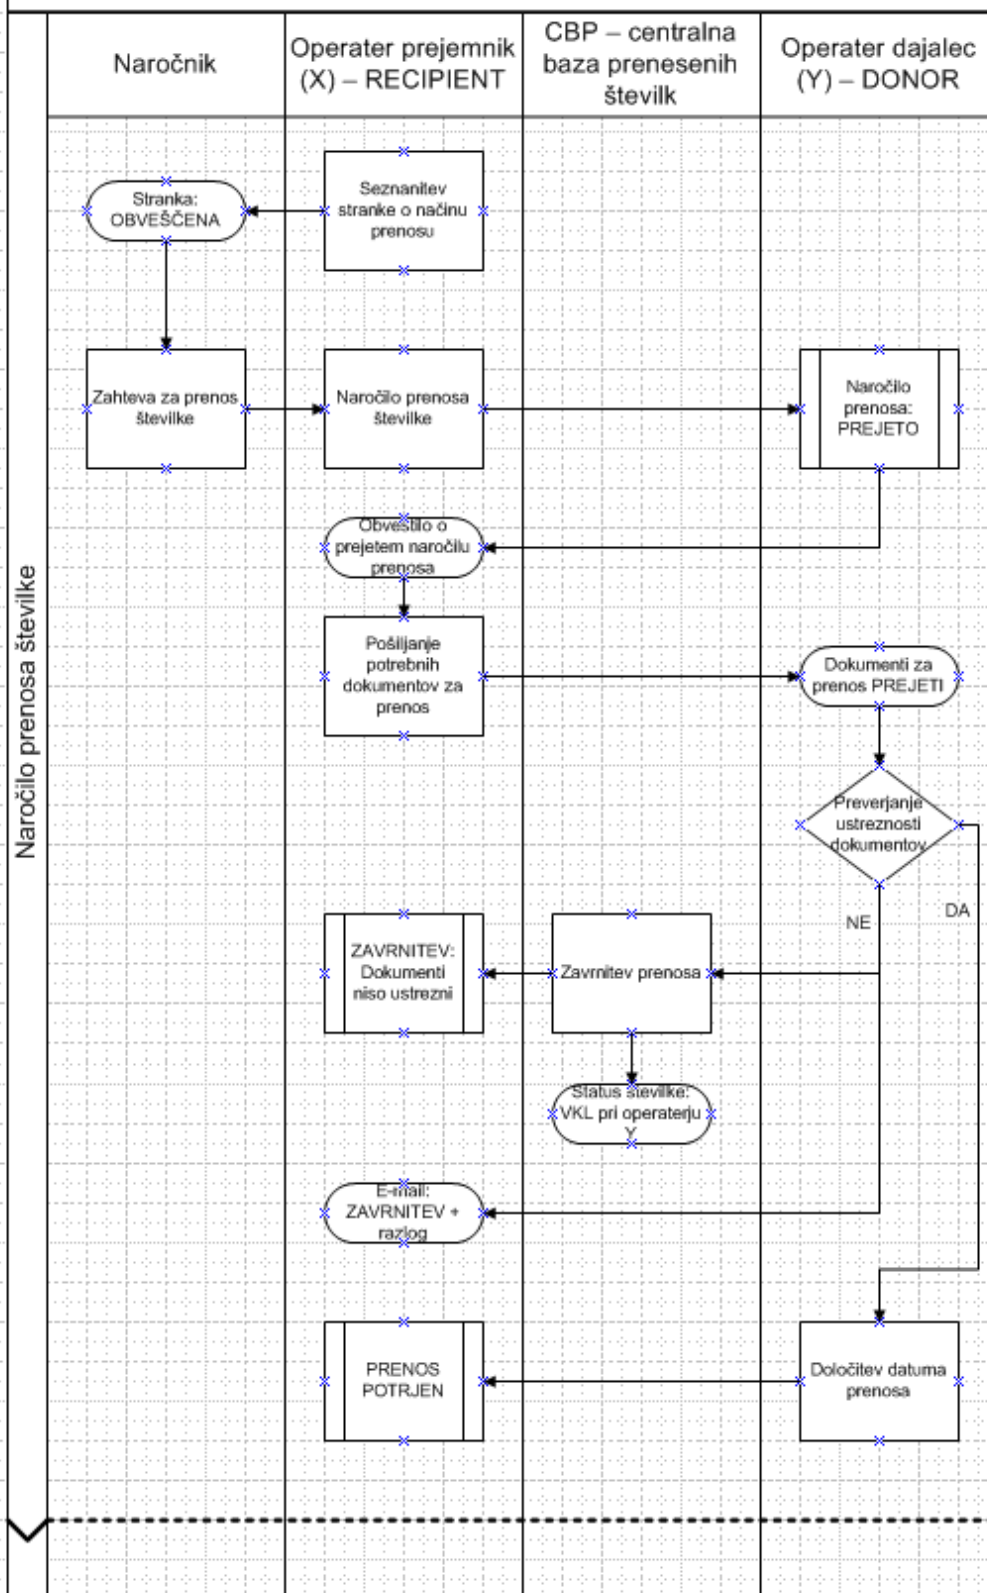 Naročnik
Operater prejemnik
(X) – RECIPIENT
CBP – centralna
baza prenesenih
številk
Operater dajalec
(Y) – DONOR
Naročilo prenosa številke
Stranka:
OBVEŠČENA
Seznanitev
stranke o načinu
prenosu
Zahteva za prenos
številke
Naročilo prenosa
številke
Naročilo
prenosa:
PREJETO
Obvestilo o
prejetem naročilu
prenosa
Pošiljanje
potrebnih
dokumentov za
prenos
Dokumenti za
prenos PREJETI
Preverjanje
ustreznosti
dokumentov
NE
DA
ZAVRNITEV:
Dokumenti
niso ustrezni
Zavrnitev prenosa
Status številke:
VKL pri operaterju
Y
E-mail:
ZAVRNITEV +
razlog
PRENOS
POTRJEN
Določitev datuma
prenosa